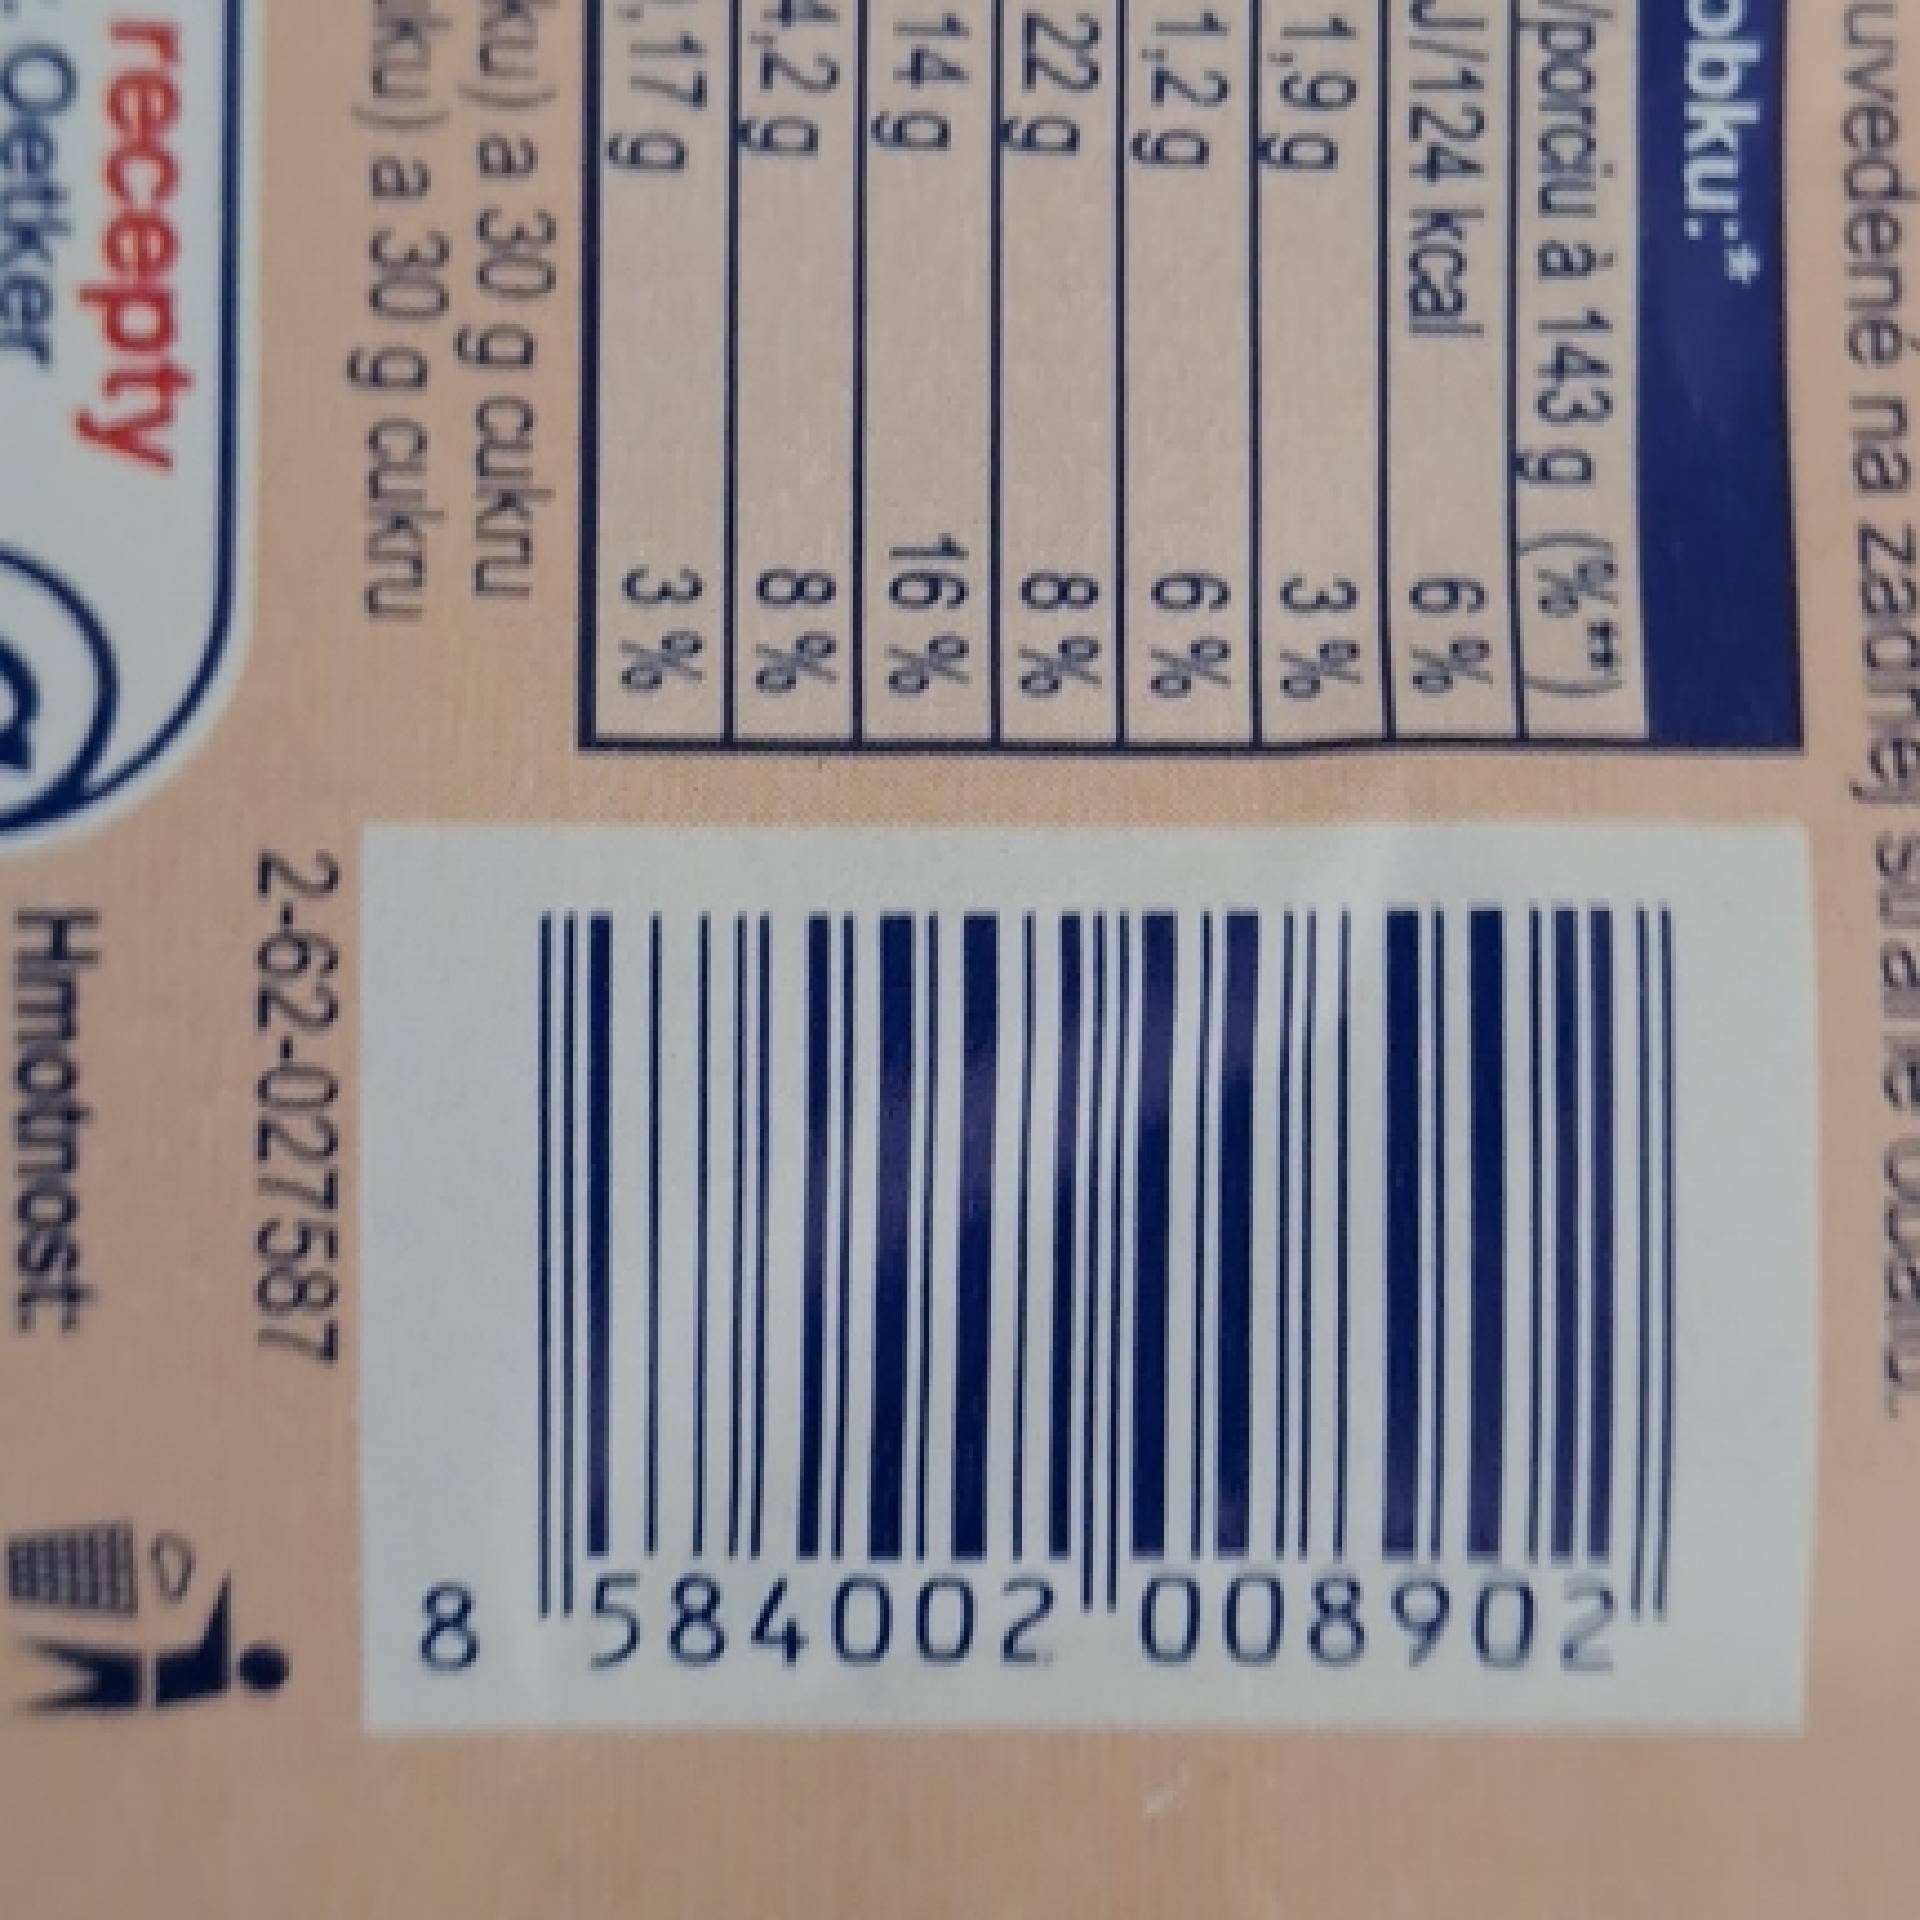 uvedené na zadnej strane obalu.
obku:*
/porciu à 143 g (%**)
J/124 kcal 6 %
1,9 g 3 %
1,2 g 6 %
22 g 8 %
14 g 16 %
4,2 g 8 %
,17 g 3 %
ku) a 30 g cukru
ku) a 30 g cukru
recepty
Oetker
2-62-027587
Hmotnosť:
8 584002 008902